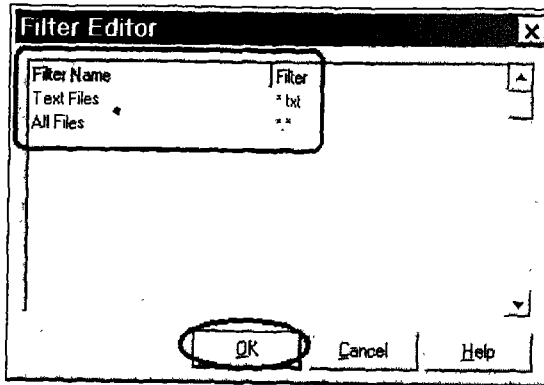 Filter Editor
Filter Name Filter
Text Files *.txt
All Files *.*
OK Cancel Help